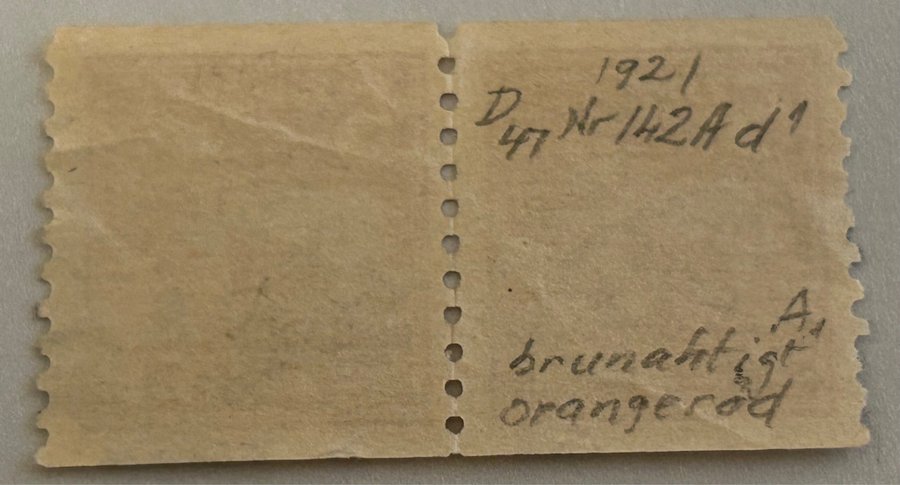 1921
D47 Nr 142A d1
A1
brunaktigt
orangeröd